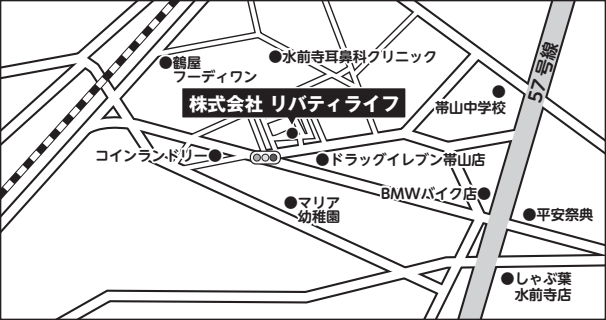 鶴屋
フーディワン
水前寺耳鼻科クリニック
57号線
株式会社 リバティライフ
帯山中学校
コインランドリー
ドラッグイレブン帯山店
BMWバイク店
マリア
幼稚園
平安祭典
しゃぶ葉
水前寺店